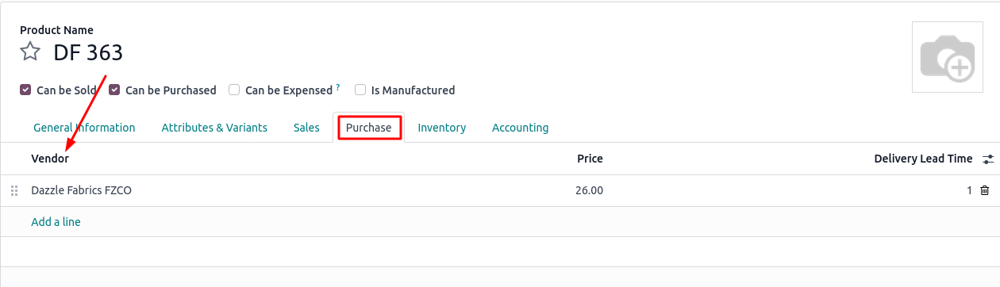 Product Name
DF 363
Can be Sold Can be Purchased Can be Expensed ? Is Manufactured
General Information Attributes & Variants Sales Purchase Inventory Accounting
Vendor Price Delivery Lead Time
Dazzle Fabrics FZCO 26.00 1
Add a line